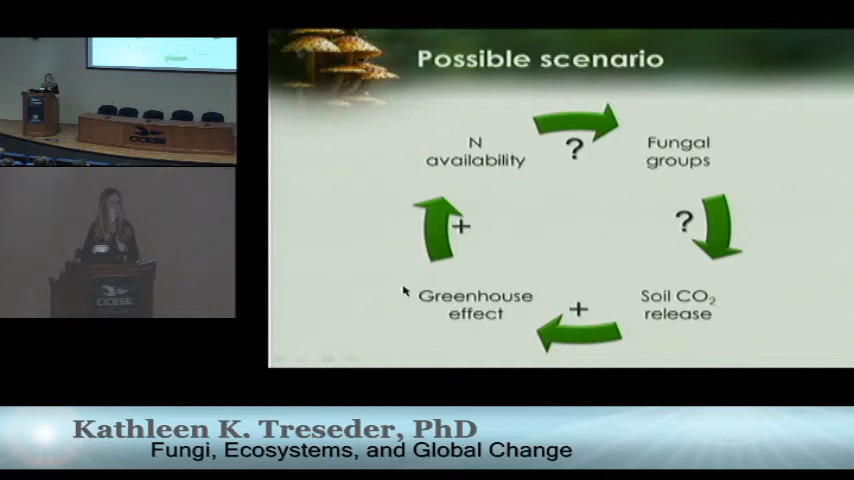 Possible scenario
N
availability
?
Fungal
groups
+
?
Greenhouse
effect
+
Soil CO₂
release
CICESE
CICESE
Kathleen K. Treseder, PhD
Fungi, Ecosystems, and Global Change